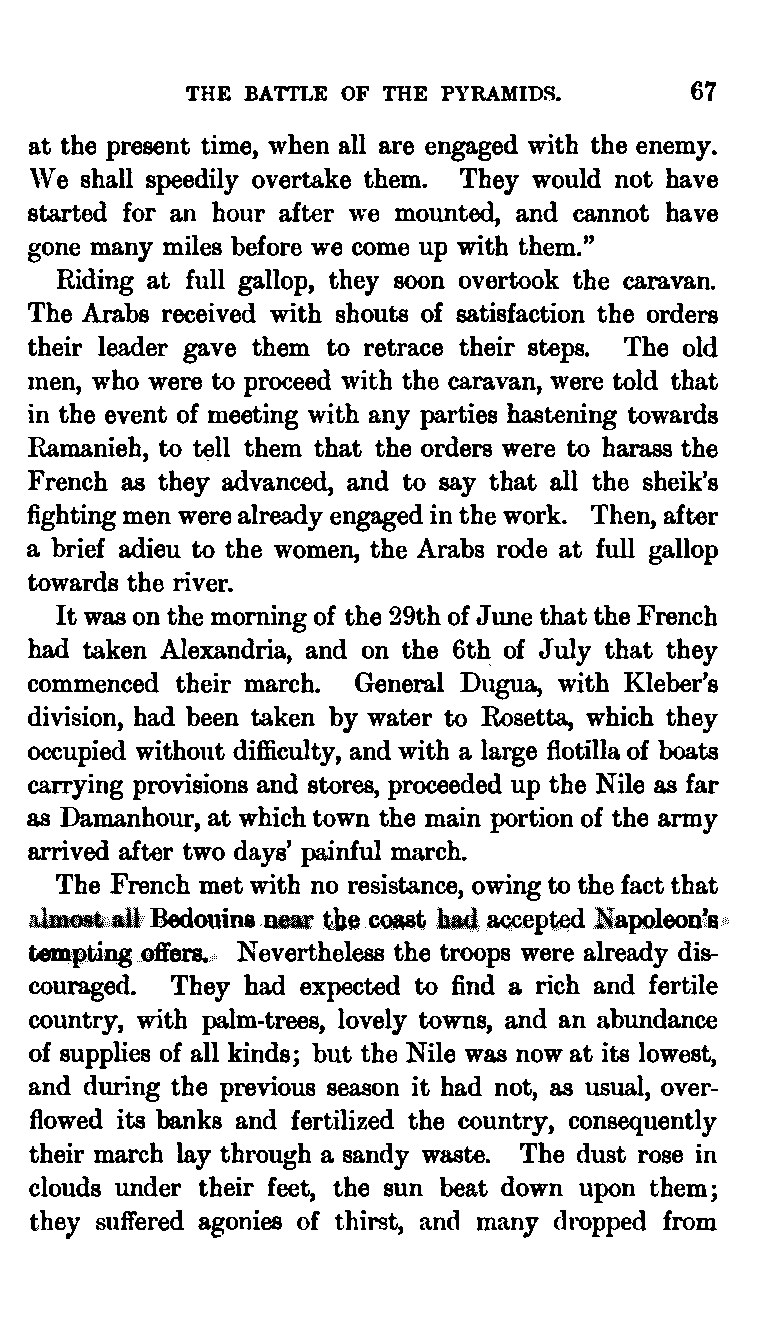 THE BATTLE OF THE PYRAMIDS. 67
at the present time, when all are engaged with the enemy.
We shall speedily overtake them. They would not have
started for an hour after we mounted, and cannot have
gone many miles before we come up with them.”
Riding at full gallop, they soon overtook the caravan.
The Arabs received with shouts of satisfaction the orders
their leader gave them to retrace their steps. The old
men, who were to proceed with the caravan, were told that
in the event of meeting with any parties hastening towards
Ramanieh, to tell them that the orders were to harass the
French as they advanced, and to say that all the sheik’s
fighting men were already engaged in the work. Then, after
a brief adieu to the women, the Arabs rode at full gallop
towards the river.
It was on the morning of the 29th of June that the French
had taken Alexandria, and on the 6th of July that they
commenced their march. General Dugua, with Kleber’s
division, had been taken by water to Rosetta, which they
occupied without difficulty, and with a large flotilla of boats
carrying provisions and stores, proceeded up the Nile as far
as Damanhour, at which town the main portion of the army
arrived after two days’ painful march.
The French met with no resistance, owing to the fact that
almost all Bedouins near the coast had accepted Napoleon’s
tempting offers. Nevertheless the troops were already dis-
couraged. They had expected to find a rich and fertile
country, with palm-trees, lovely towns, and an abundance
of supplies of all kinds; but the Nile was now at its lowest,
and during the previous season it had not, as usual, over-
flowed its banks and fertilized the country, consequently
their march lay through a sandy waste. The dust rose in
clouds under their feet, the sun beat down upon them;
they suffered agonies of thirst, and many dropped from